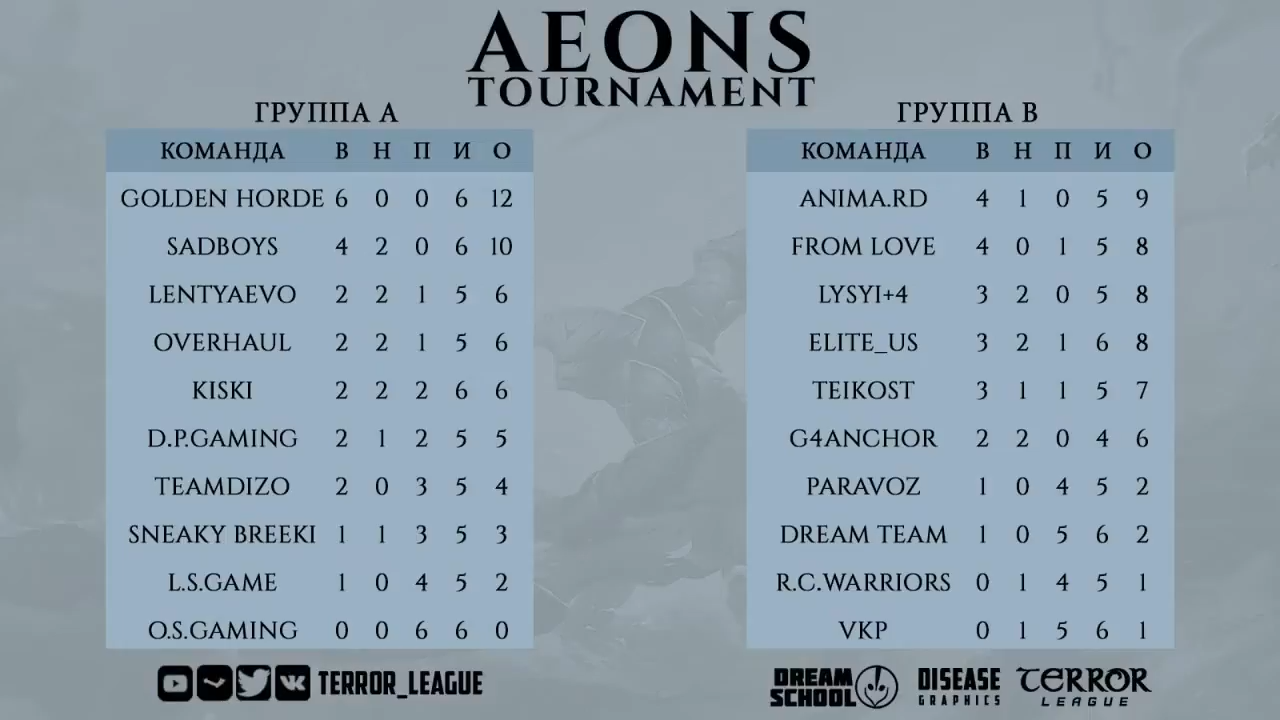 AEONS
TOURNAMENT
ГРУППА A
КОМАНДА В Н П И О
GOLDEN HORDE 6 0 0 6 12
SADBOYS 4 2 0 6 10
LENTYAEVO 2 2 1 5 6
OVERHAUL 2 2 1 5 6
KISKI 2 2 2 6 6
D.P.GAMING 2 1 2 5 5
TEAMDIZO 2 0 3 5 4
SNEAKY BREEKI 1 1 3 5 3
L.S.GAME 1 0 4 5 2
O.S.GAMING 0 0 6 6 0
ГРУППА B
КОМАНДА В Н П И О
ANIMA.RD 4 1 0 5 9
FROM LOVE 4 0 1 5 8
LYSYI+4 3 2 0 5 8
ELITE_US 3 2 1 6 8
TEIKOST 3 1 1 5 7
G4ANCHOR 2 2 0 4 6
PARAVOZ 1 0 4 5 2
DREAM TEAM 1 0 5 6 2
R.C.WARRIORS 0 1 4 5 1
VKP 0 1 5 6 1
TERROR_LEAGUE
DREAM
SCHOOL
DISEASE
GRAPHICS
TERROR
LEAGUE